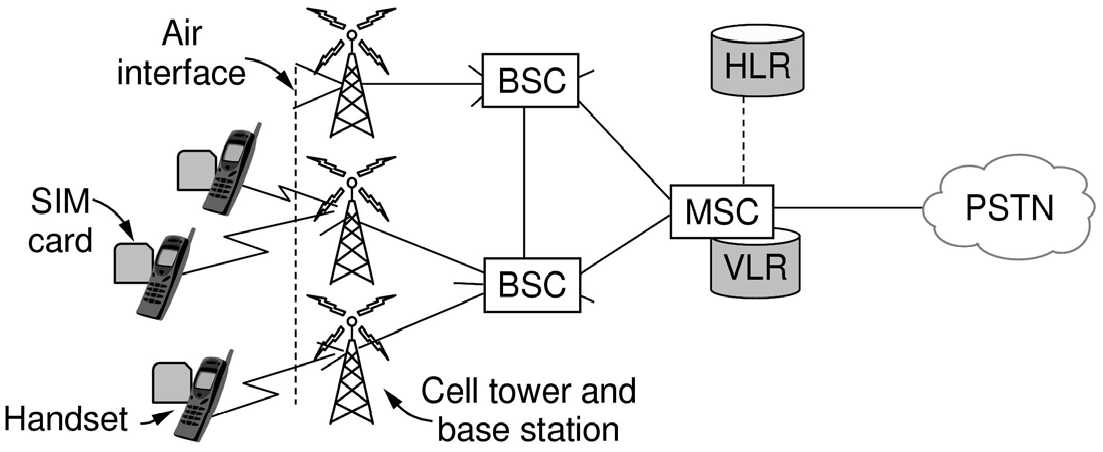 Air
interface
BSC
HLR
SIM
card
MSC
PSTN
VLR
BSC
Handset
Cell tower and
base station